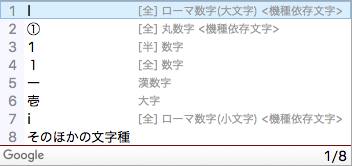 1 Ⅰ [全] ローマ数字(大文字) <機種依存文字>
2 ① [全] 丸数字 <機種依存文字>
3 1 [半] 数字
4 １ [全] 数字
5 一 漢数字
6 壱 大字
7 ⅰ [全] ローマ数字(小文字) <機種依存文字>
8 そのほかの文字種
Google 1/8